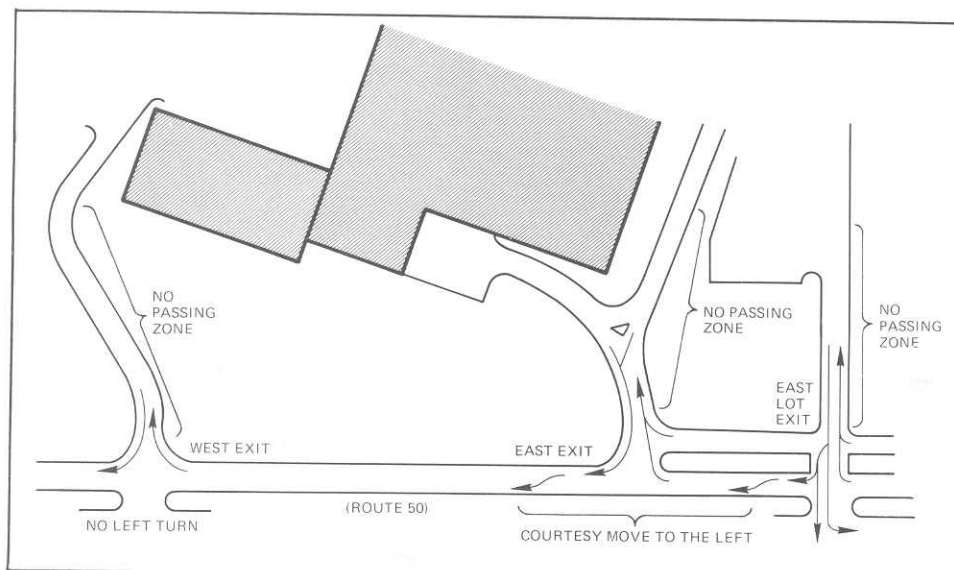 NO
PASSING
ZONE
NO PASSING
ZONE
NO
PASSING
ZONE
EAST
LOT
EXIT
WEST EXIT
EAST EXIT
NO LEFT TURN
(ROUTE 50)
COURTESY MOVE TO THE LEFT